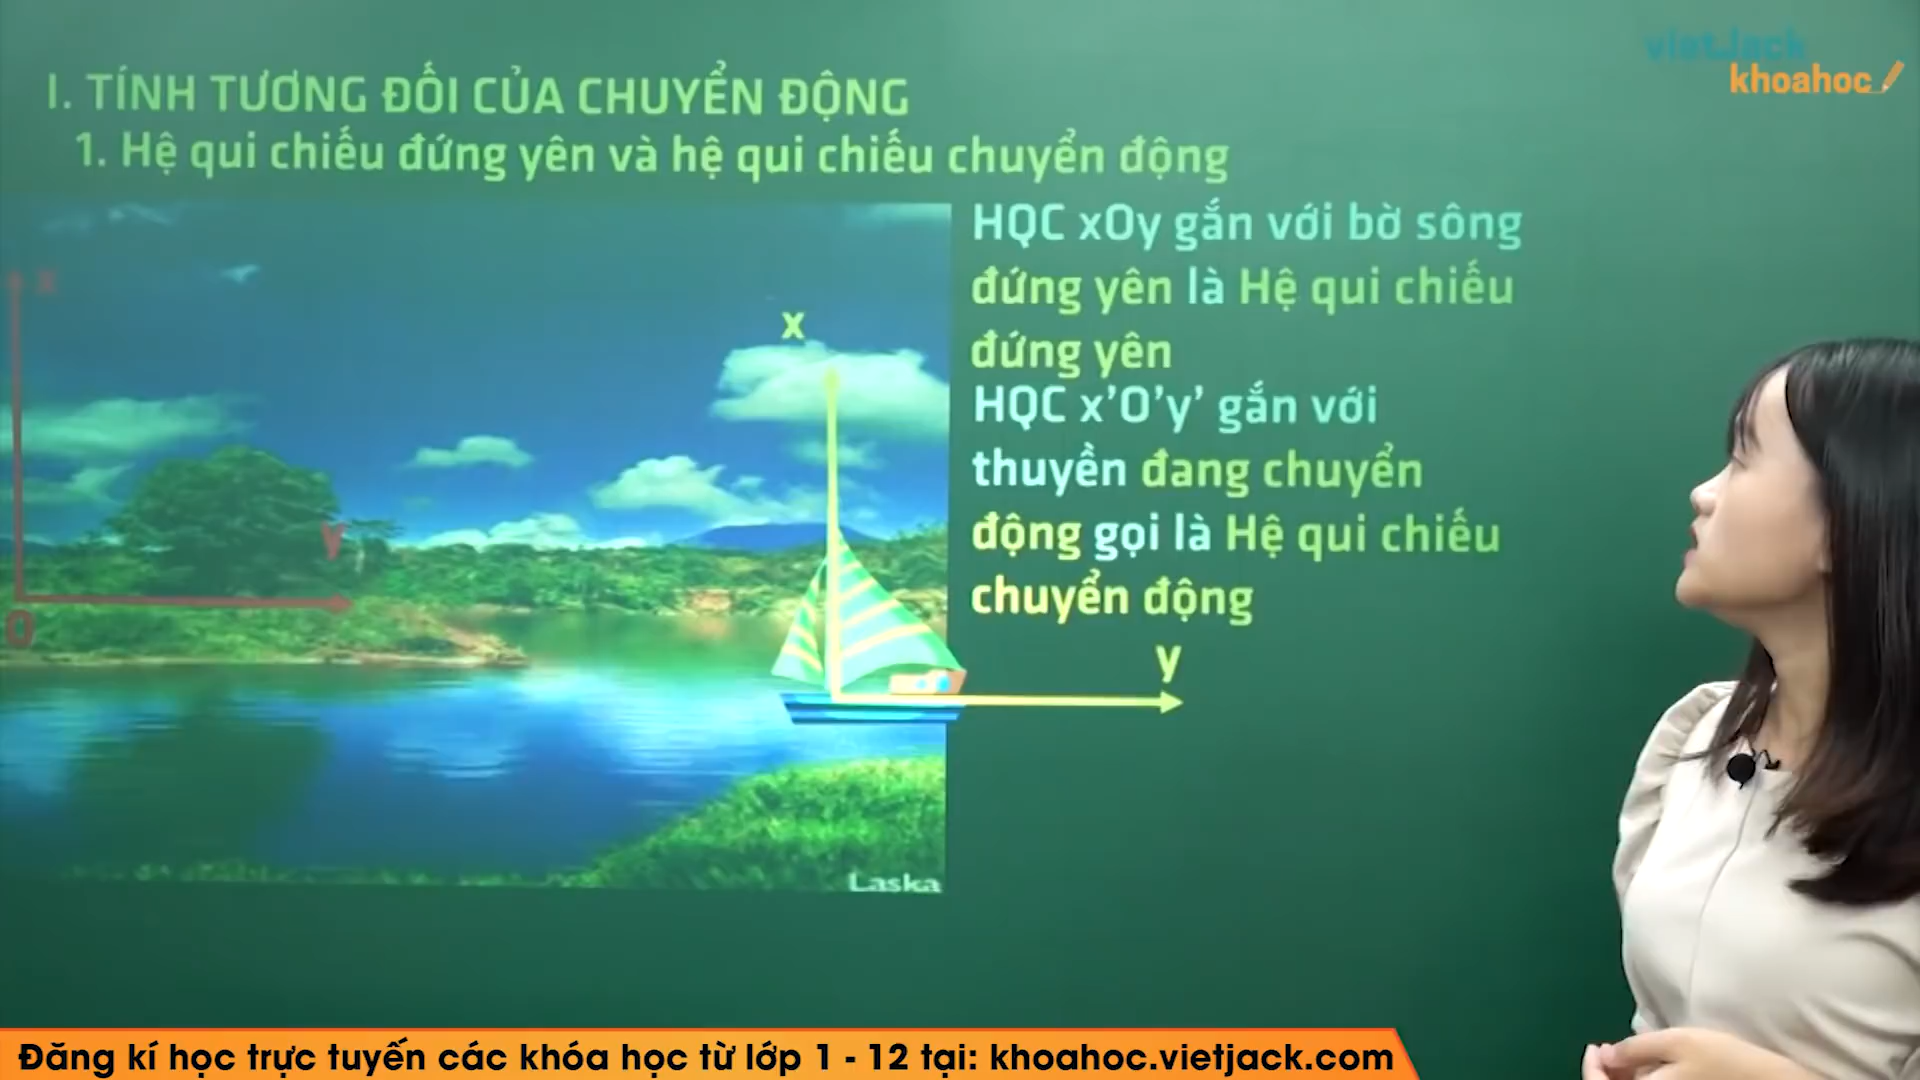 vietjack
khoahoc
I. TÍNH TƯƠNG ĐỐI CỦA CHUYỂN ĐỘNG
1. Hệ qui chiếu đứng yên và hệ qui chiếu chuyển động
HQC xOy gắn với bờ sông
đứng yên là Hệ qui chiếu
đứng yên
HQC x’O’y’ gắn với
thuyền đang chuyển
động gọi là Hệ qui chiếu
chuyển động
x
x
y
O
y
Laska
Đăng kí học trực tuyến các khóa học từ lớp 1 - 12 tại: khoahoc.vietjack.com